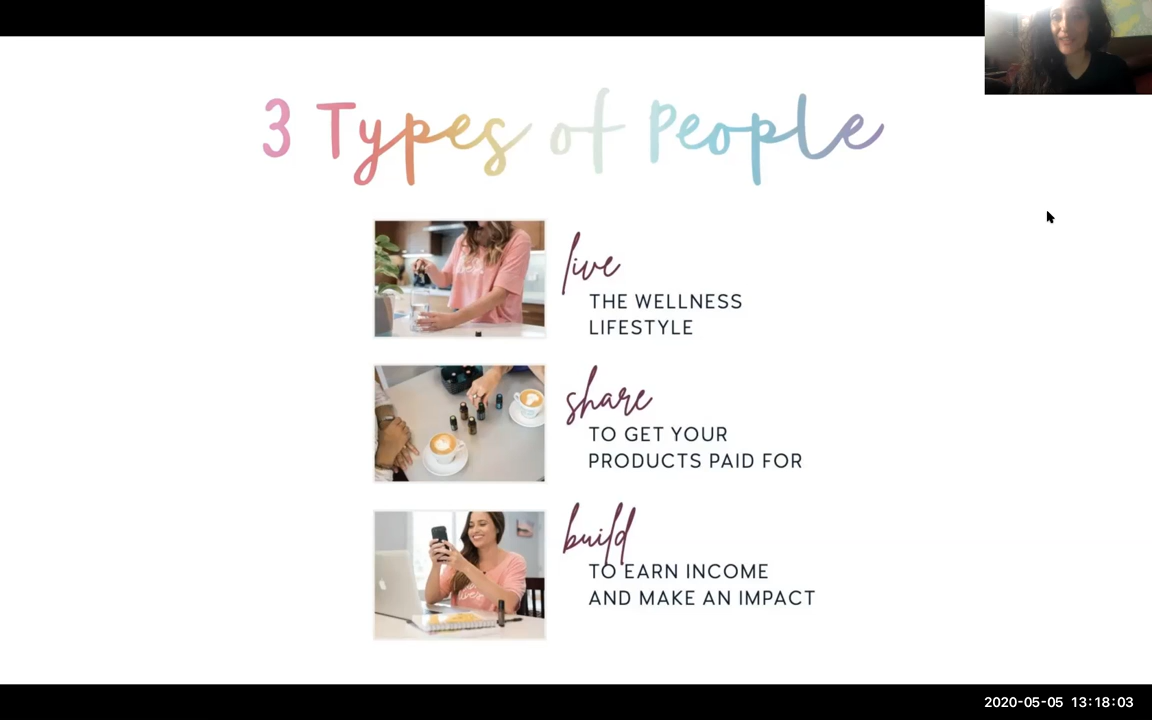 3 Types of People
live
THE WELLNESS
LIFESTYLE
share
TO GET YOUR
PRODUCTS PAID FOR
build
TO EARN INCOME
AND MAKE AN IMPACT
2020-05-05 13:18:03